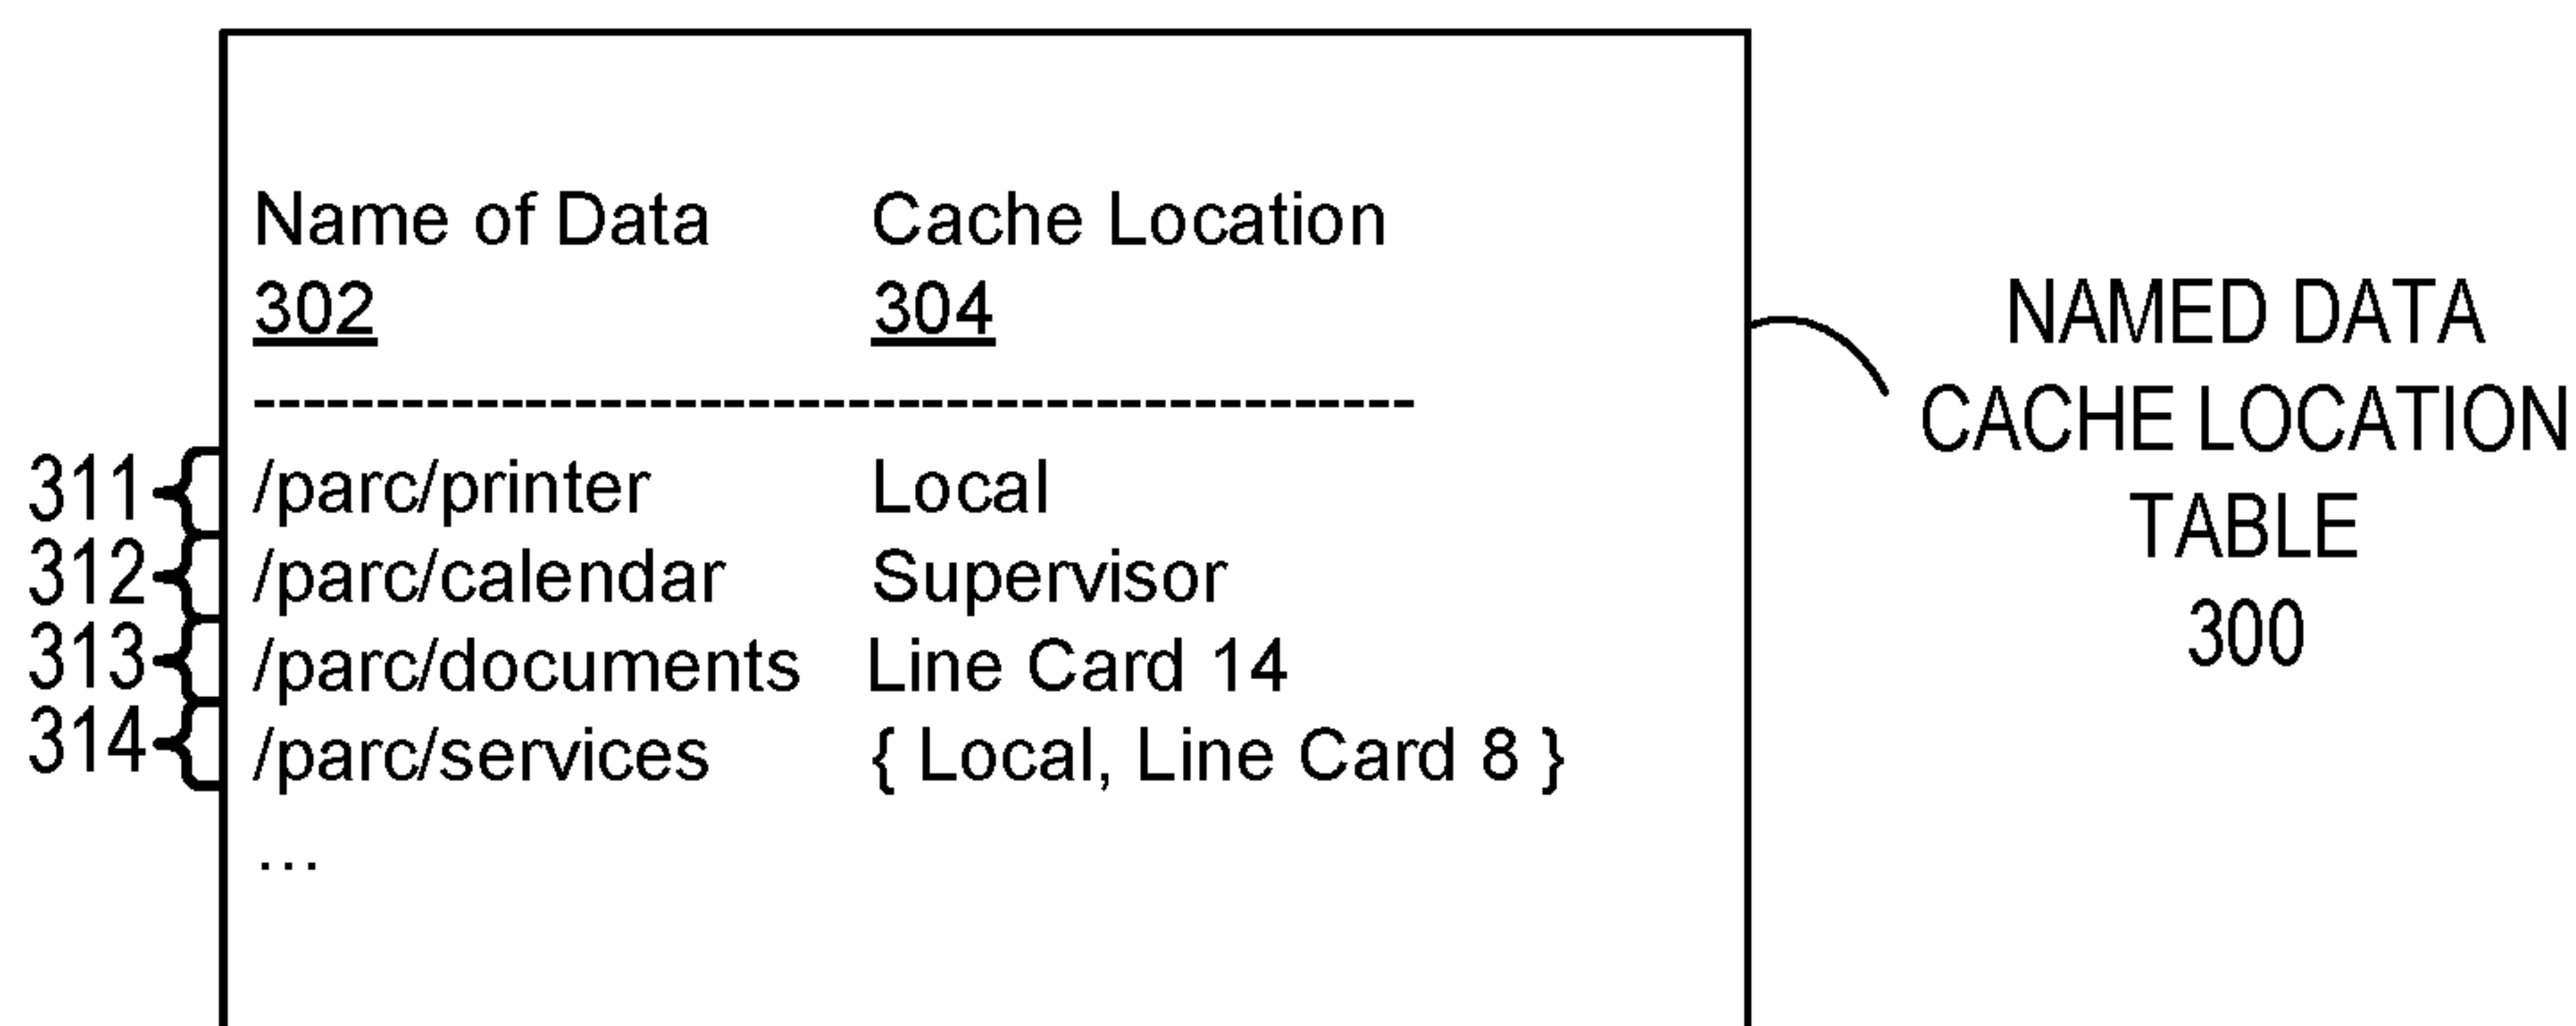 Name of Data Cache Location
302 304
--------------------------------------------------
311 /parc/printer Local
312 /parc/calendar Supervisor
313 /parc/documents Line Card 14
314 /parc/services { Local, Line Card 8 }
...
NAMED DATA
CACHE LOCATION
TABLE
300